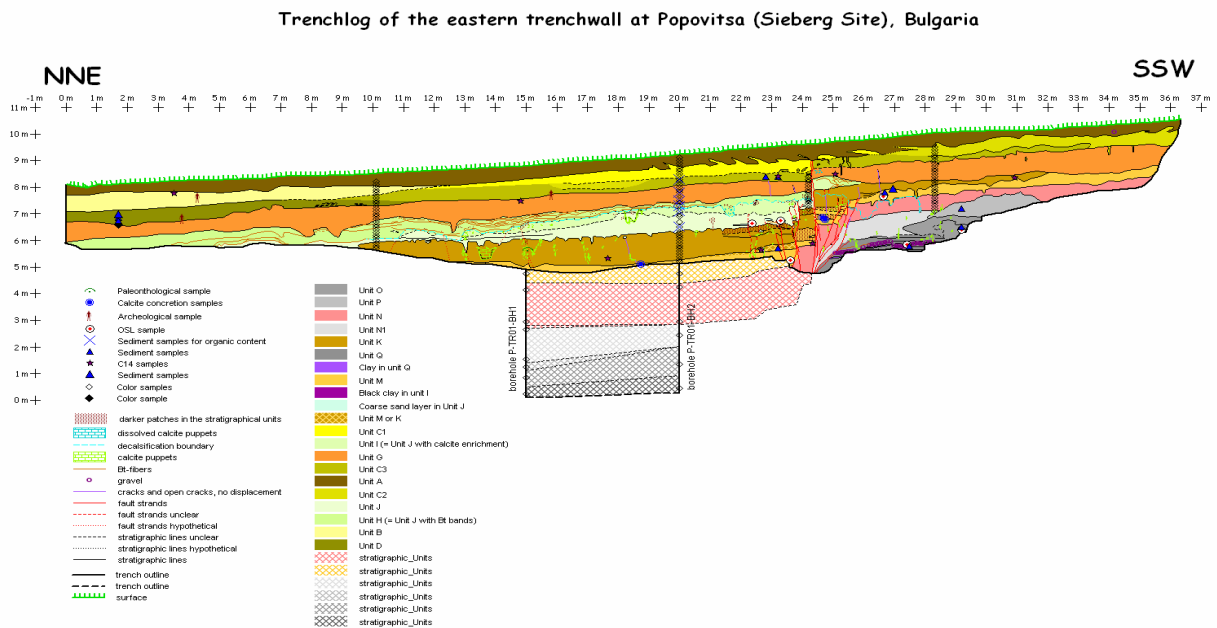 Trenchlog of the eastern trenchwall at Popovitsa (Sieberg Site), Bulgaria
NNE
SSW
-1 m 0 m 1 m 2 m 3 m 4 m 5 m 6 m 7 m 8 m 9 m 10 m 11 m 12 m 13 m 14 m 15 m 16 m 17 m 18 m 19 m 20 m 21 m 22 m 23 m 24 m 25 m 26 m 27 m 28 m 29 m 30 m 31 m 32 m 33 m 34 m 35 m 36 m 37 m
11 m
10 m
9 m
8 m
7 m
6 m
5 m
4 m
3 m
2 m
1 m
0 m
borehole P-TR01-BH1
borehole P-TR01-BH2
Paleonthological sample
Calcite concretion samples
Archeological sample
OSL sample
Sediment samples for organic content
Sediment samples
C14 samples
Sediment samples
Color samples
Color sample
darker patches in the stratigraphical units
dissolved calcite puppets
decalsification boundary
calcite puppets
Bt-fibers
gravel
cracks and open cracks, no displacement
fault strands
fault strands unclear
fault strands hypothetical
stratigraphic lines unclear
stratigraphic lines hypothetical
stratigraphic lines
trench outline
trench outline
surface
Unit O
Unit P
Unit N
Unit N1
Unit K
Unit Q
Clay in unit Q
Unit M
Black clay in unit I
Coarse sand layer in Unit J
Unit M or K
Unit C1
Unit I (= Unit J with calcite enrichment)
Unit G
Unit C3
Unit A
Unit C2
Unit J
Unit H (= Unit J with Bt bands)
Unit B
Unit D
stratigraphic_Units
stratigraphic_Units
stratigraphic_Units
stratigraphic_Units
stratigraphic_Units
stratigraphic_Units